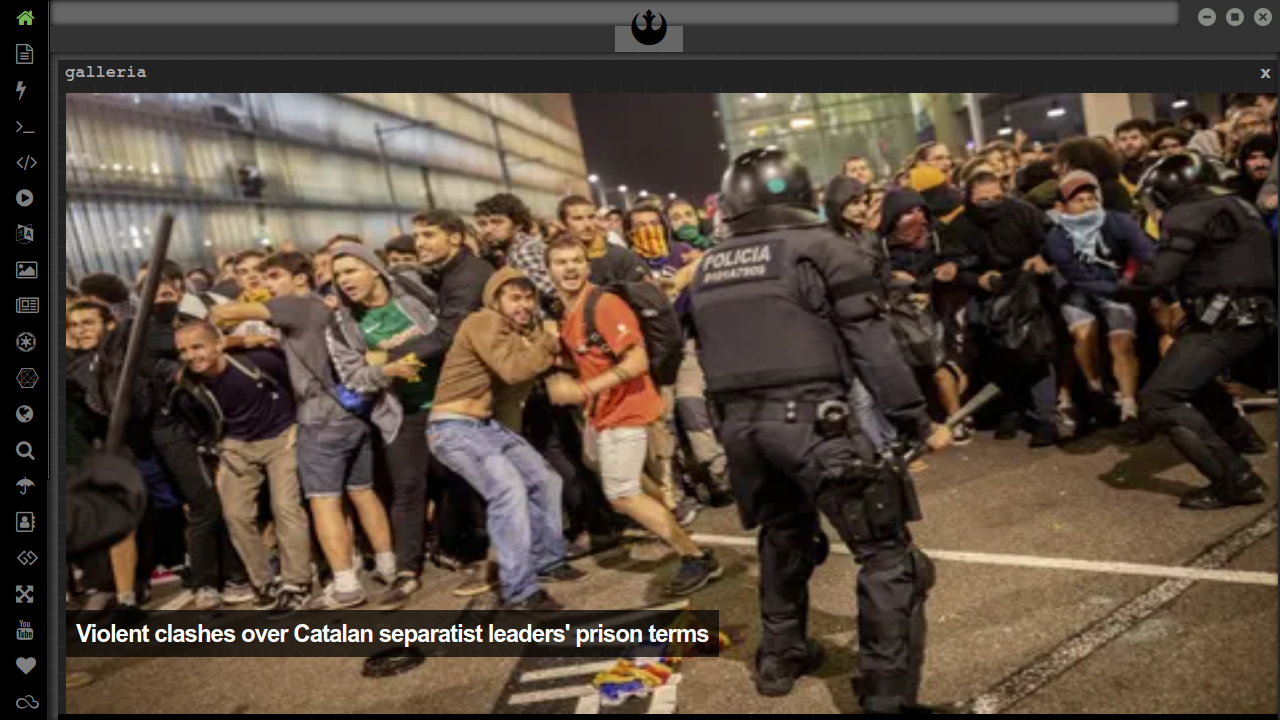 galleria
x
POLICIA
Violent clashes over Catalan separatist leaders' prison terms